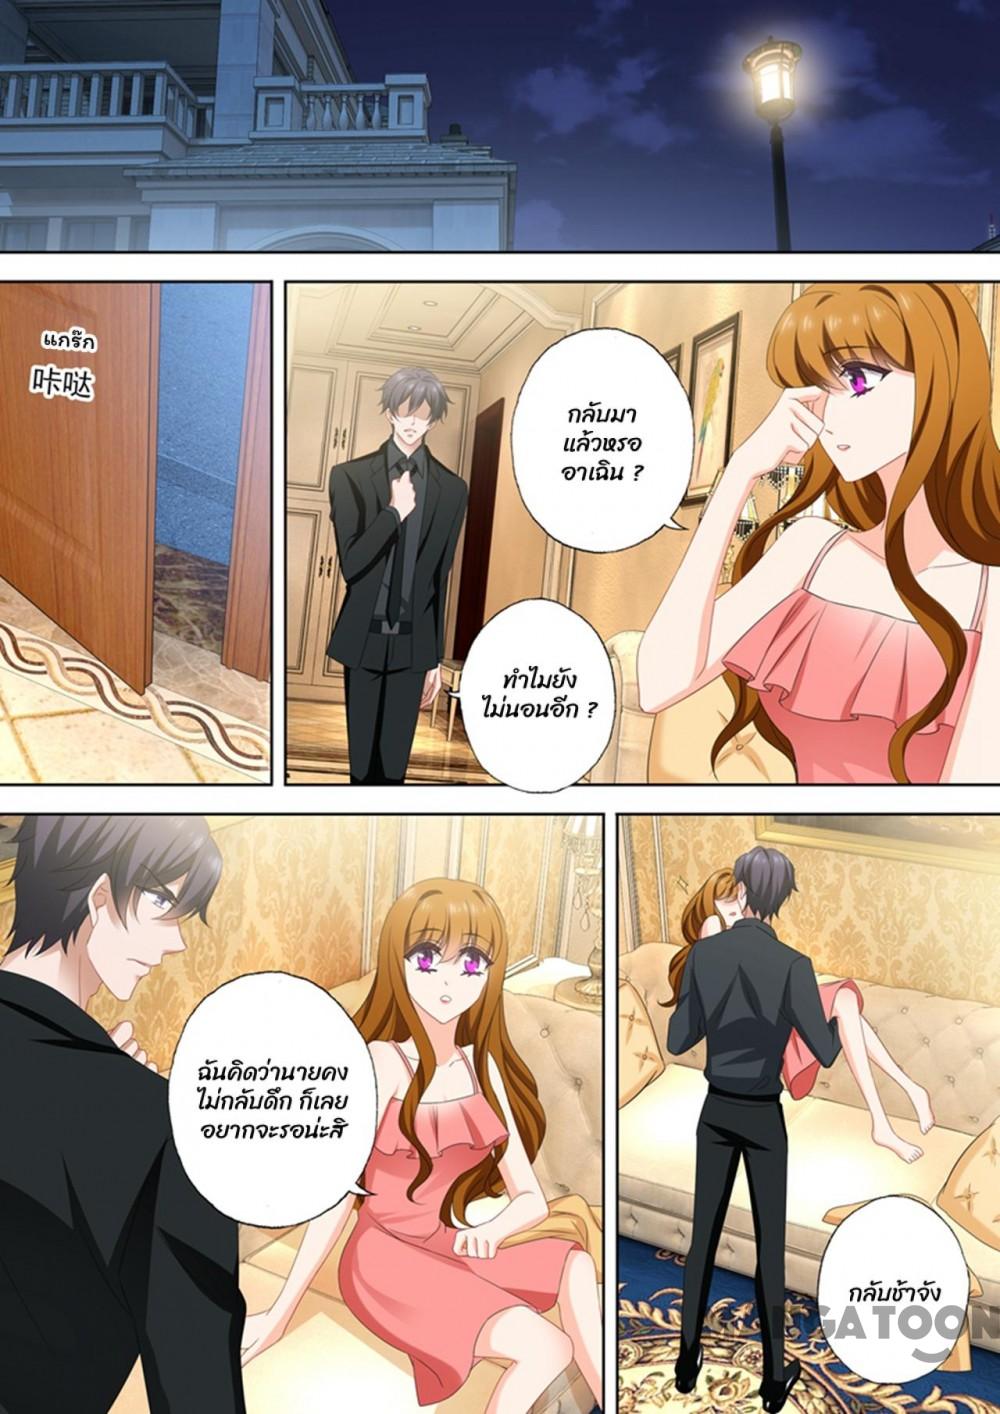 แกร๊ก
咔哒
กลับมา
แล้วหรอ
อาเฉิน ?
ทำไมยัง
ไม่นอนอีก ?
ฉันคิดว่านายคง
ไม่กลับดึก ก็เลย
อยากจะรอน่ะสิ
กลับช้าจัง
NGATOON